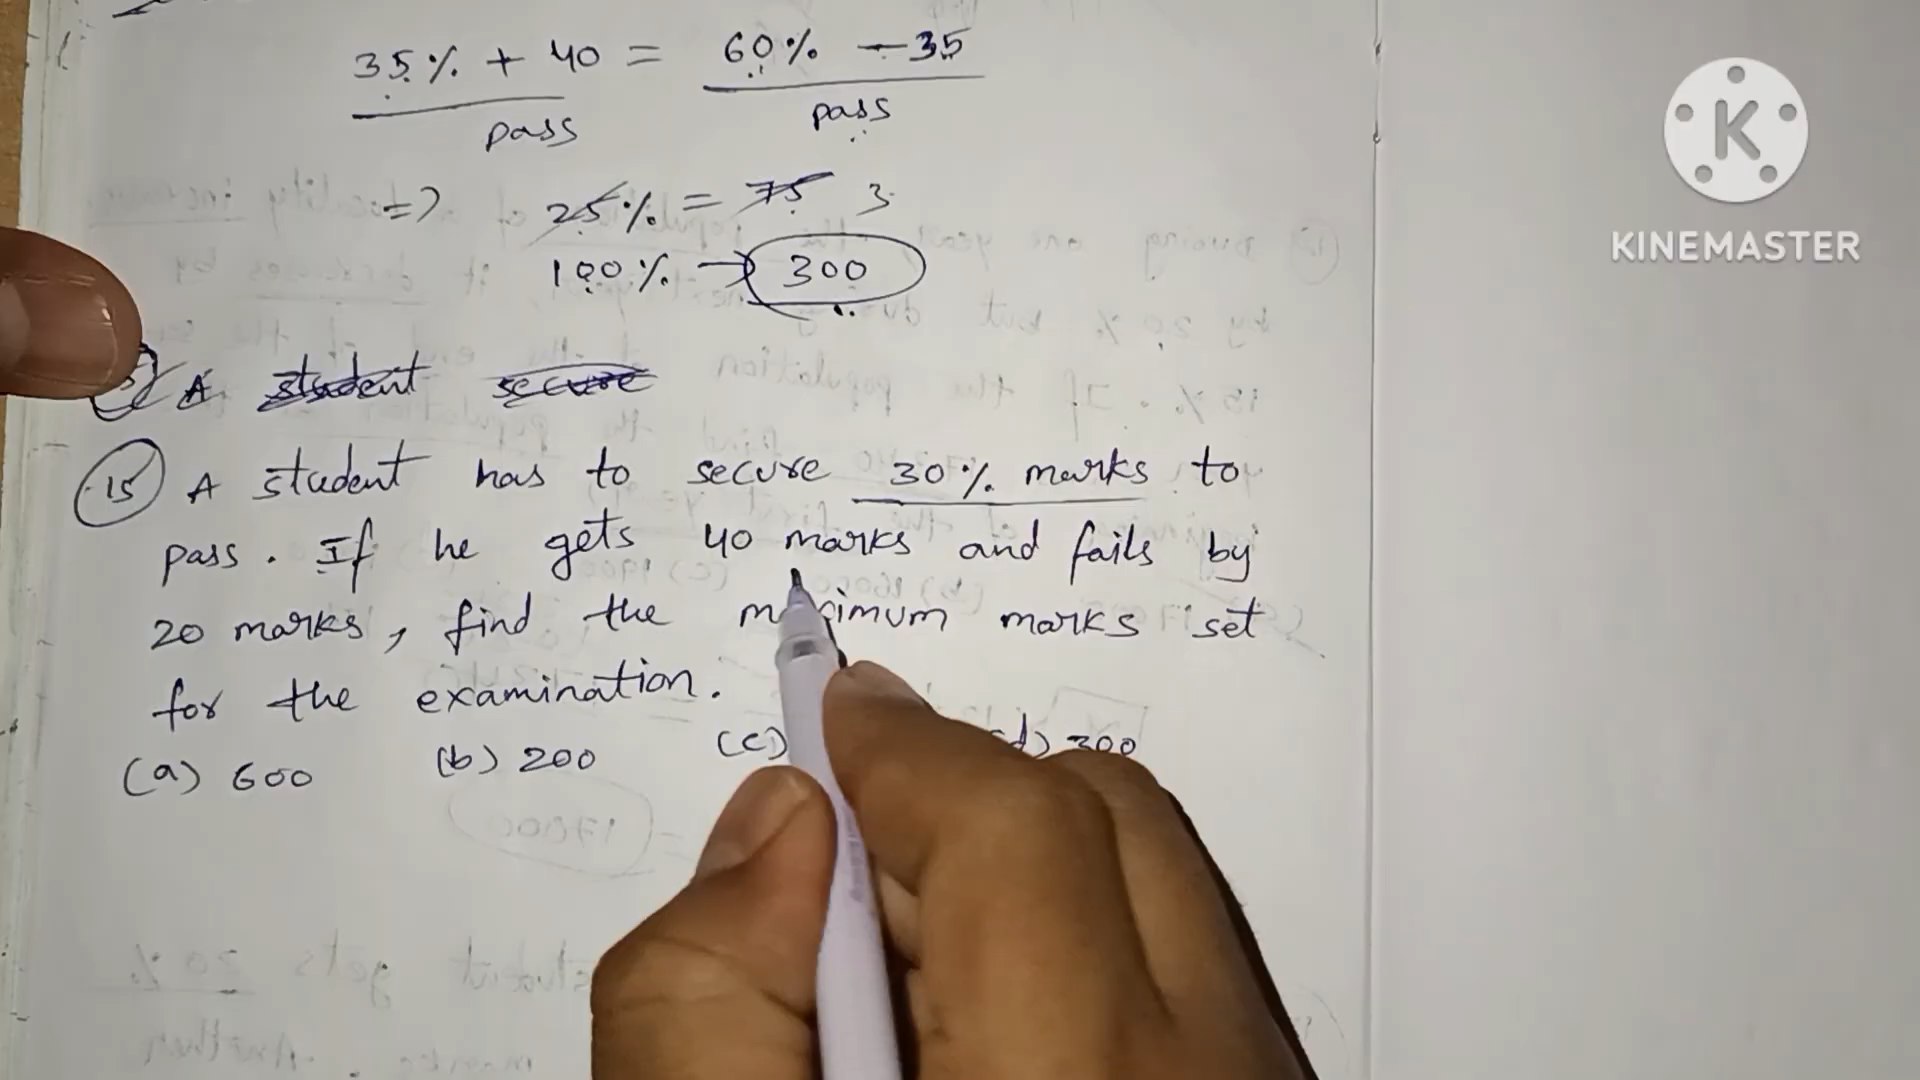 35% + 40 = 60% - 35
pass pass
=> 25% = 75 3
100% → 300
A student secure
15 A student has to secure 30% marks to
pass. If he gets 40 marks and fails by
20 marks, find the maximum marks set
for the examination.
(a) 600 (b) 200 (c) (d) 300
K
KINEMASTER